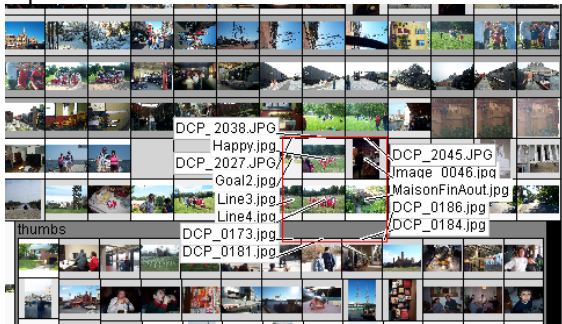 DCP_2038.JPG
Happy.jpg
DCP_2027.JPG
Goal2.jpg
Line3.jpg
Line4.jpg
DCP_0173.jpg
DCP_0181.jpg
DCP_2045.JPG
Image_0046.jpg
MaisonFinAout.jpg
DCP_0186.jpg
DCP_0184.jpg
thumbs